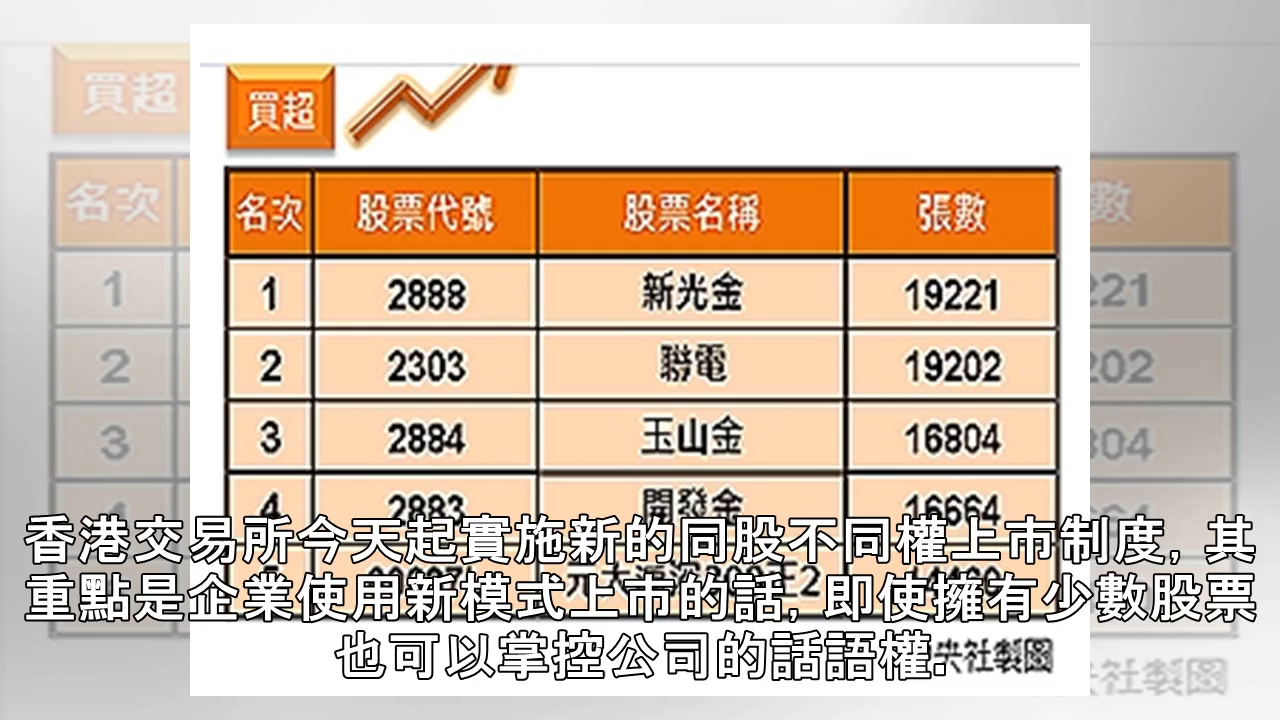 買超
名次 股票代號 股票名稱 張數
1 2888 新光金 19221
2 2303 聯電 19202
3 2884 玉山金 16804
4 2883 開發金 16664
香港交易所今天起實施新的同股不同權上市制度, 其
重點是企業使用新模式上市的話, 即使擁有少數股票
也可以掌控公司的話語權.
央社製圖